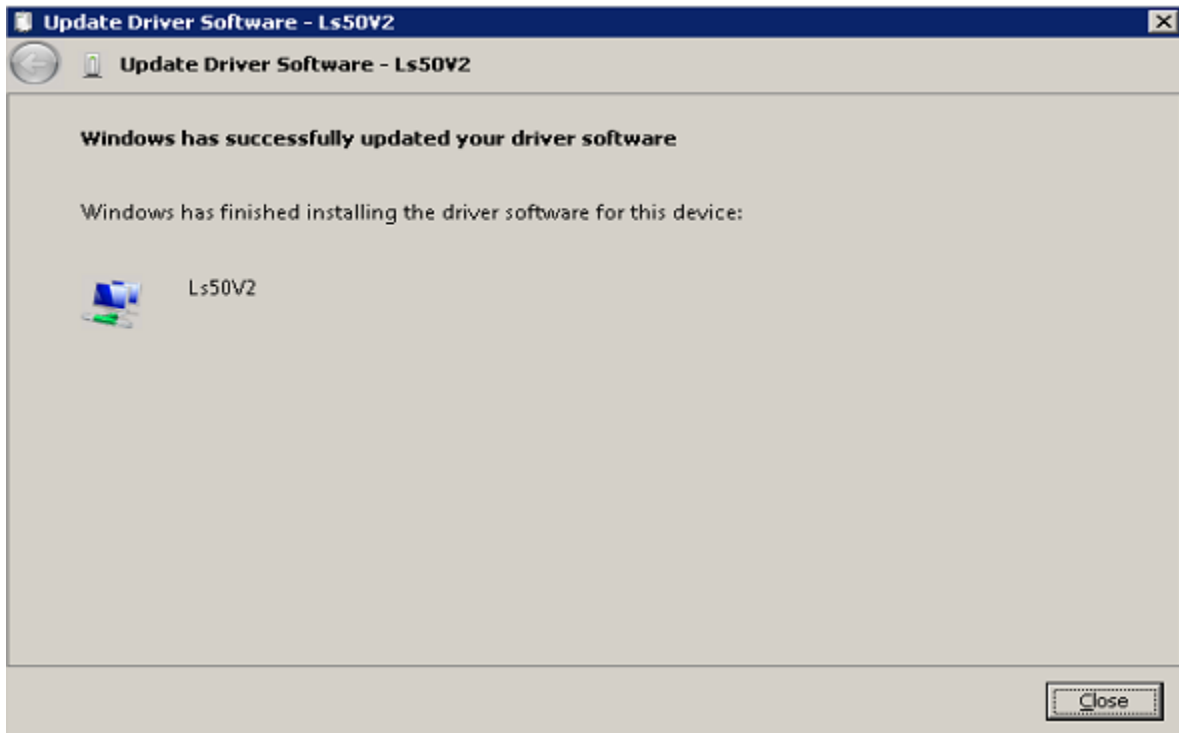 Update Driver Software - Ls50V2
Update Driver Software - Ls50V2
Windows has successfully updated your driver software
Windows has finished installing the driver software for this device:
Ls50V2
Close